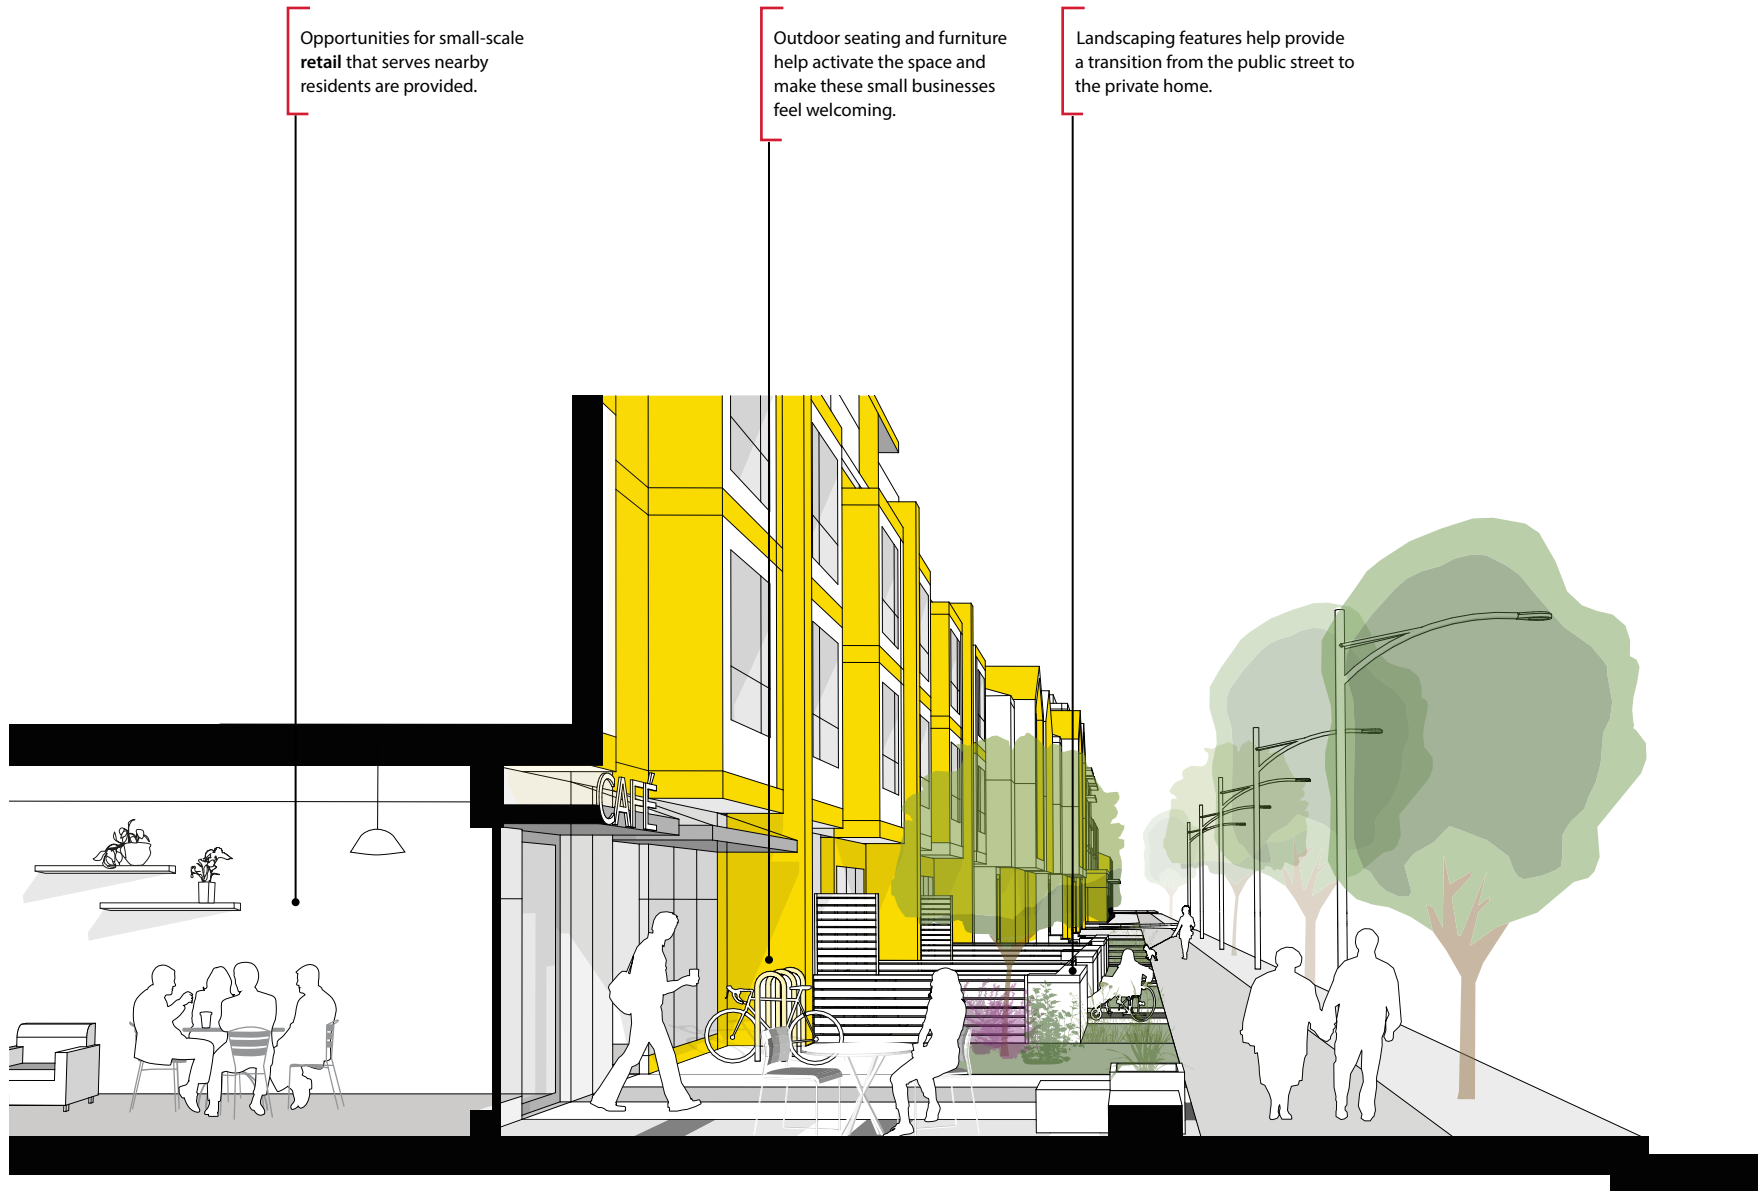 Opportunities for small-scale
retail that serves nearby
residents are provided.
Outdoor seating and furniture
help activate the space and
make these small businesses
feel welcoming.
Landscaping features help provide
a transition from the public street to
the private home.
CAFÉ